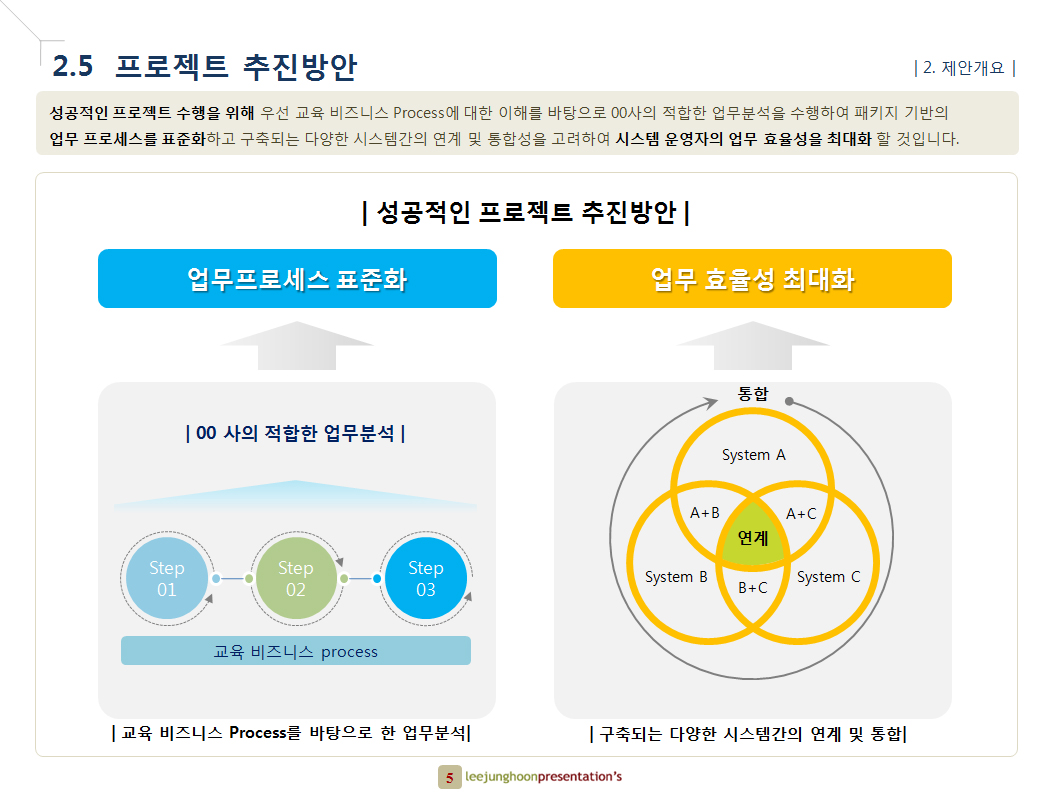 2.5 프로젝트 추진방안
| 2. 제안개요 |
성공적인 프로젝트 수행을 위해 우선 교육 비즈니스 Process에 대한 이해를 바탕으로 00사의 적합한 업무분석을 수행하여 패키지 기반의
업무 프로세스를 표준화하고 구축되는 다양한 시스템간의 연계 및 통합성을 고려하여 시스템 운영자의 업무 효율성을 최대화 할 것입니다.
| 성공적인 프로젝트 추진방안 |
업무프로세스 표준화
업무 효율성 최대화
| 00 사의 적합한 업무분석 |
Step
01
Step
02
Step
03
교육 비즈니스 process
| 교육 비즈니스 Process를 바탕으로 한 업무분석|
통합
System A
A+B
A+C
연계
System B
B+C
System C
| 구축되는 다양한 시스템간의 연계 및 통합|
5 leejunghoonpresentation's